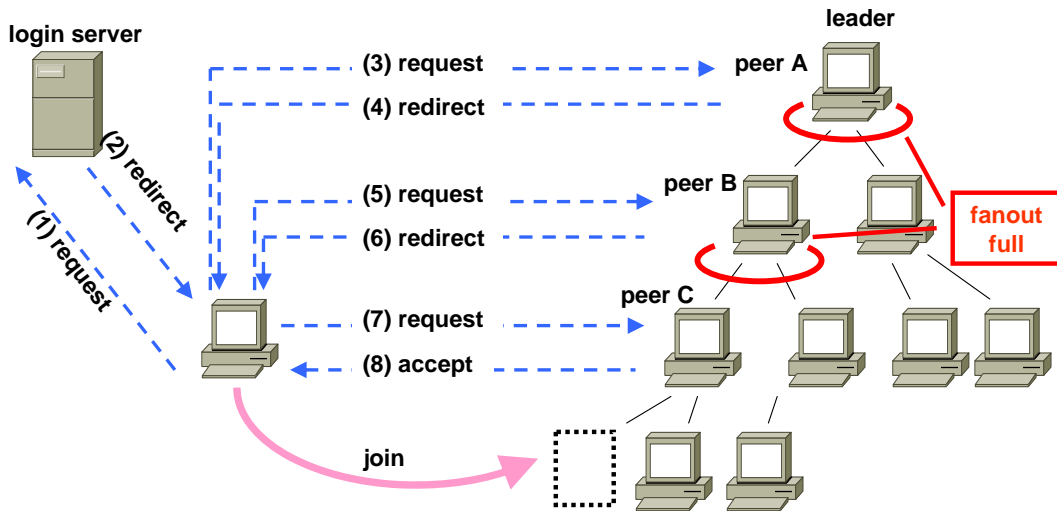 leader
login server
(3) request
peer A
(4) redirect
(2) redirect
(1) request
(5) request
peer B
(6) redirect
fanout
full
peer C
(7) request
(8) accept
join